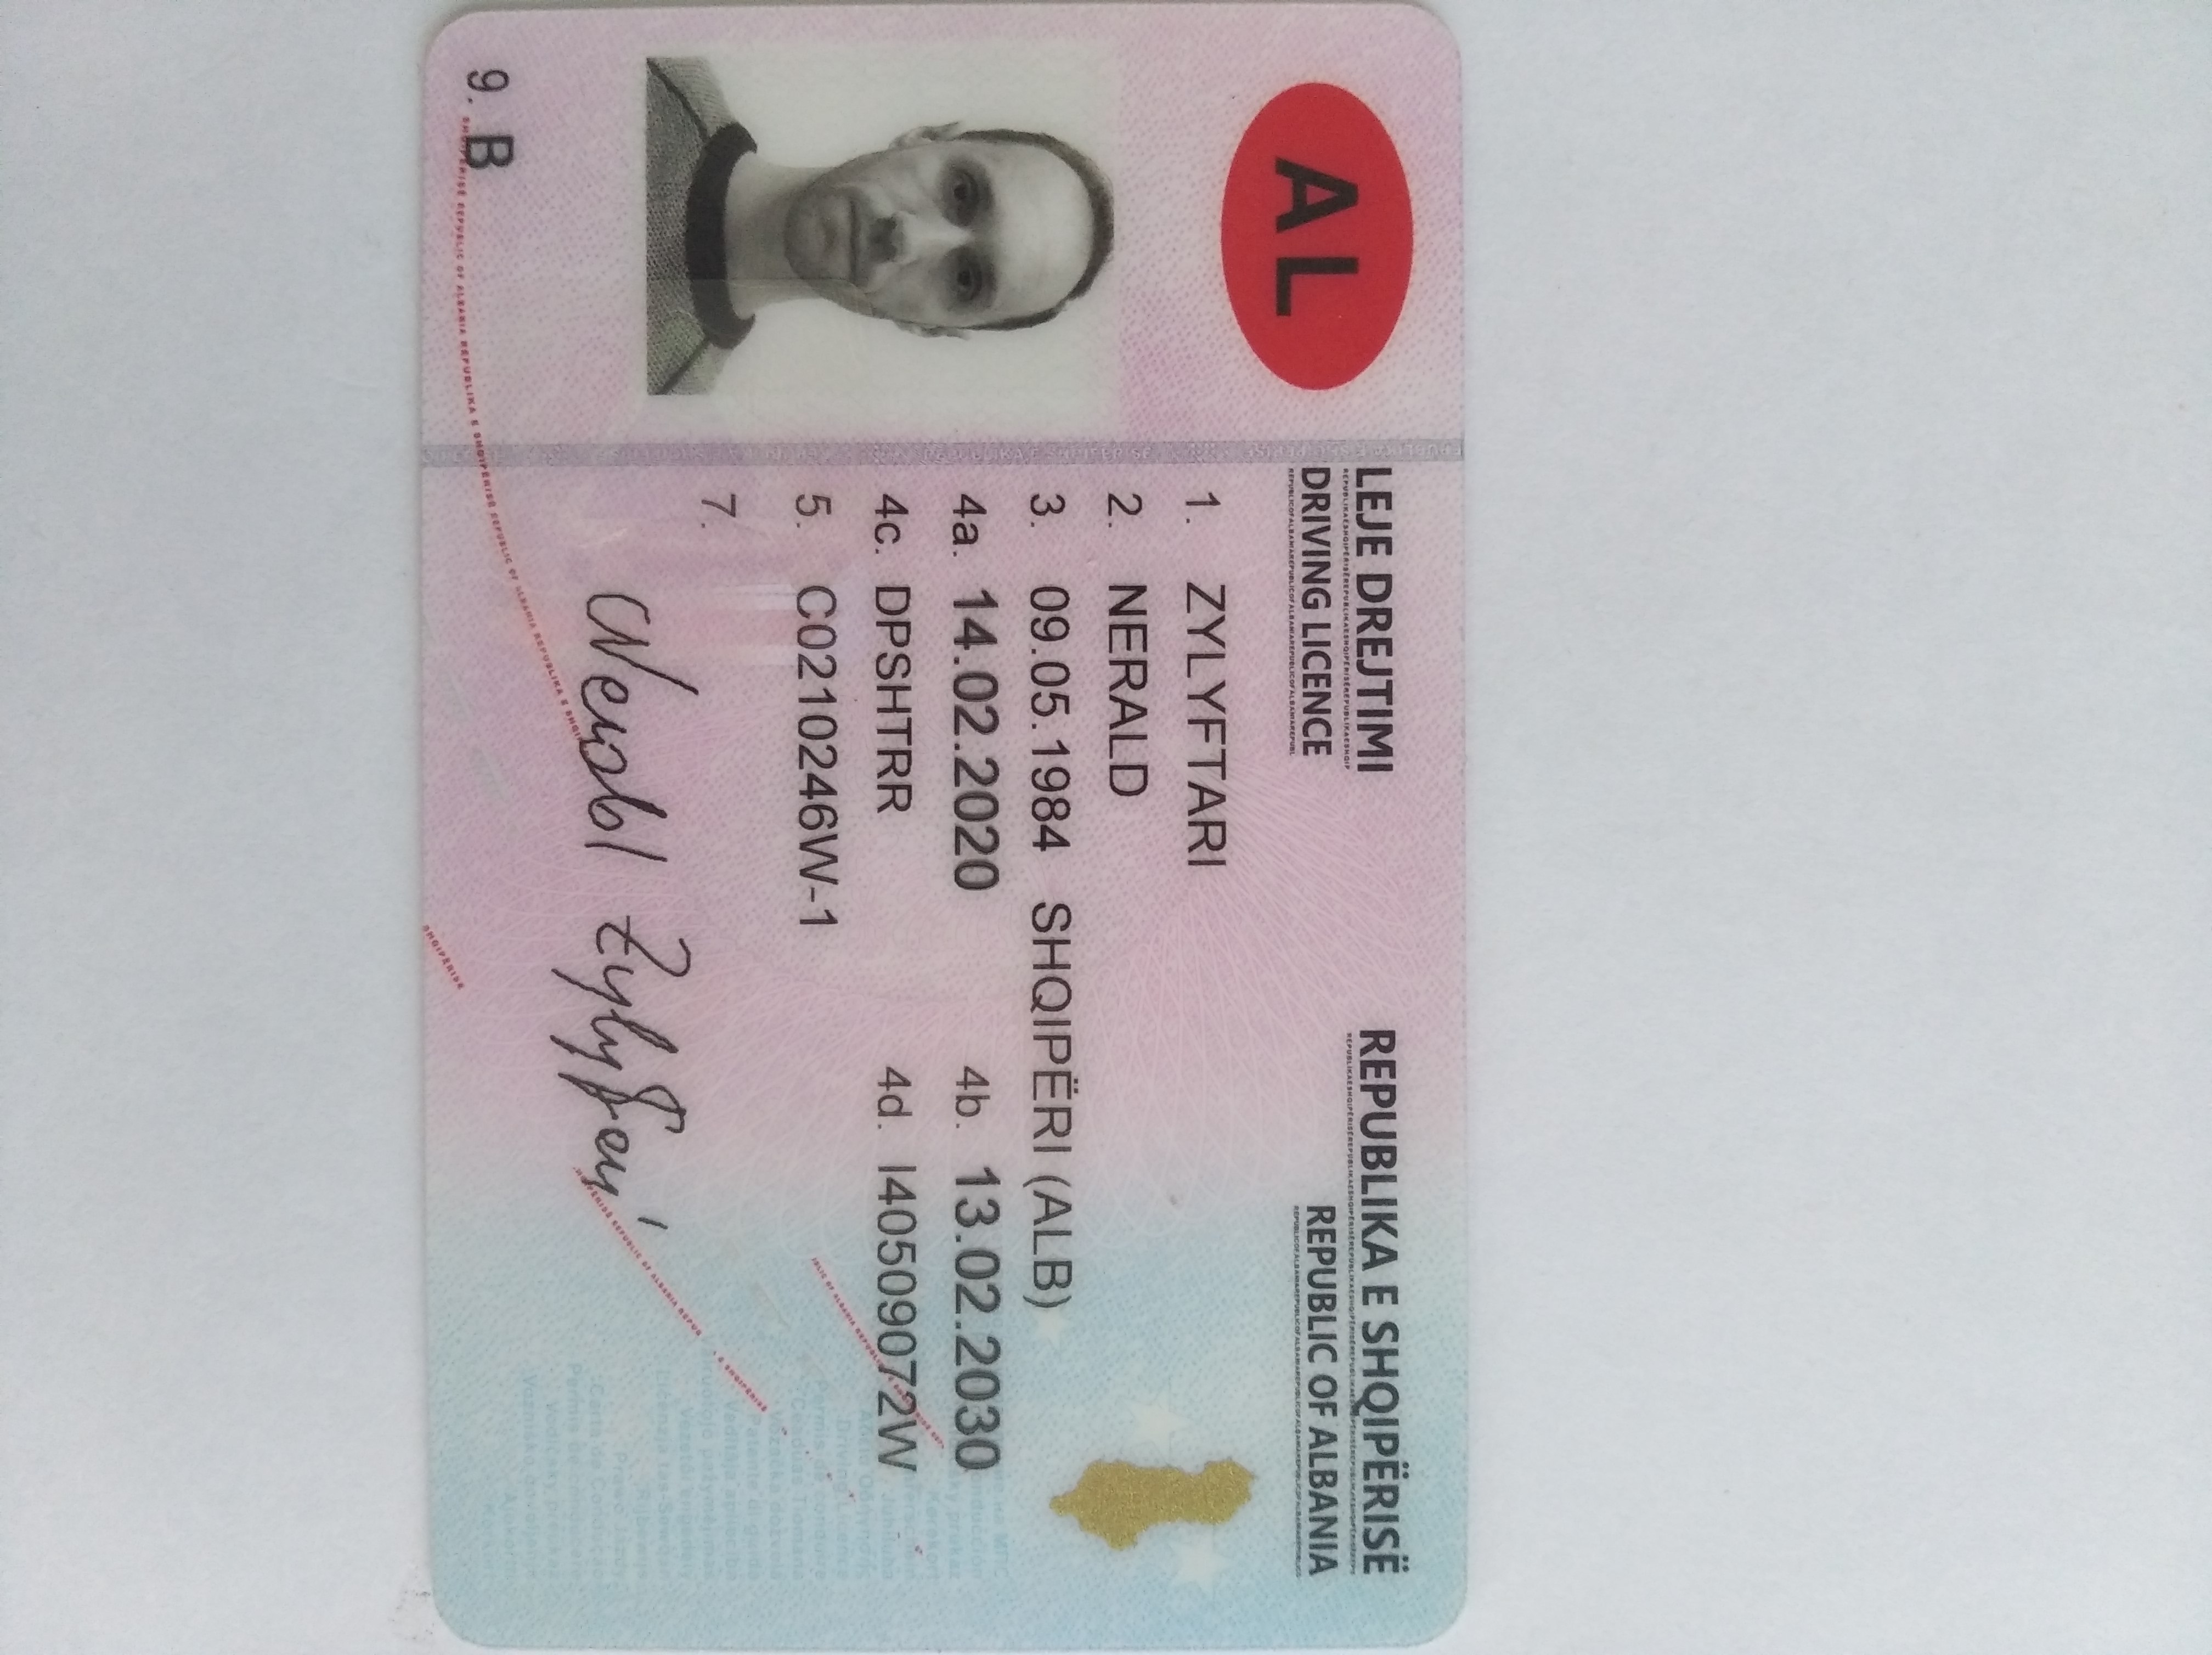 AL
LEJE DREJTIMI REPUBLIKA E SHQIPËRISË
DRIVING LICENCE REPUBLIC OF ALBANIA
1. ZYLYFTARI
2. NERALD
3. 09.05.1984 SHQIPËRI (ALB)
4a. 14.02.2020 4b. 13.02.2030
4c. DPSHTRR 4d. I40509072W
5. C0210246W-1
7.
Nerald Zylyftari
9. B